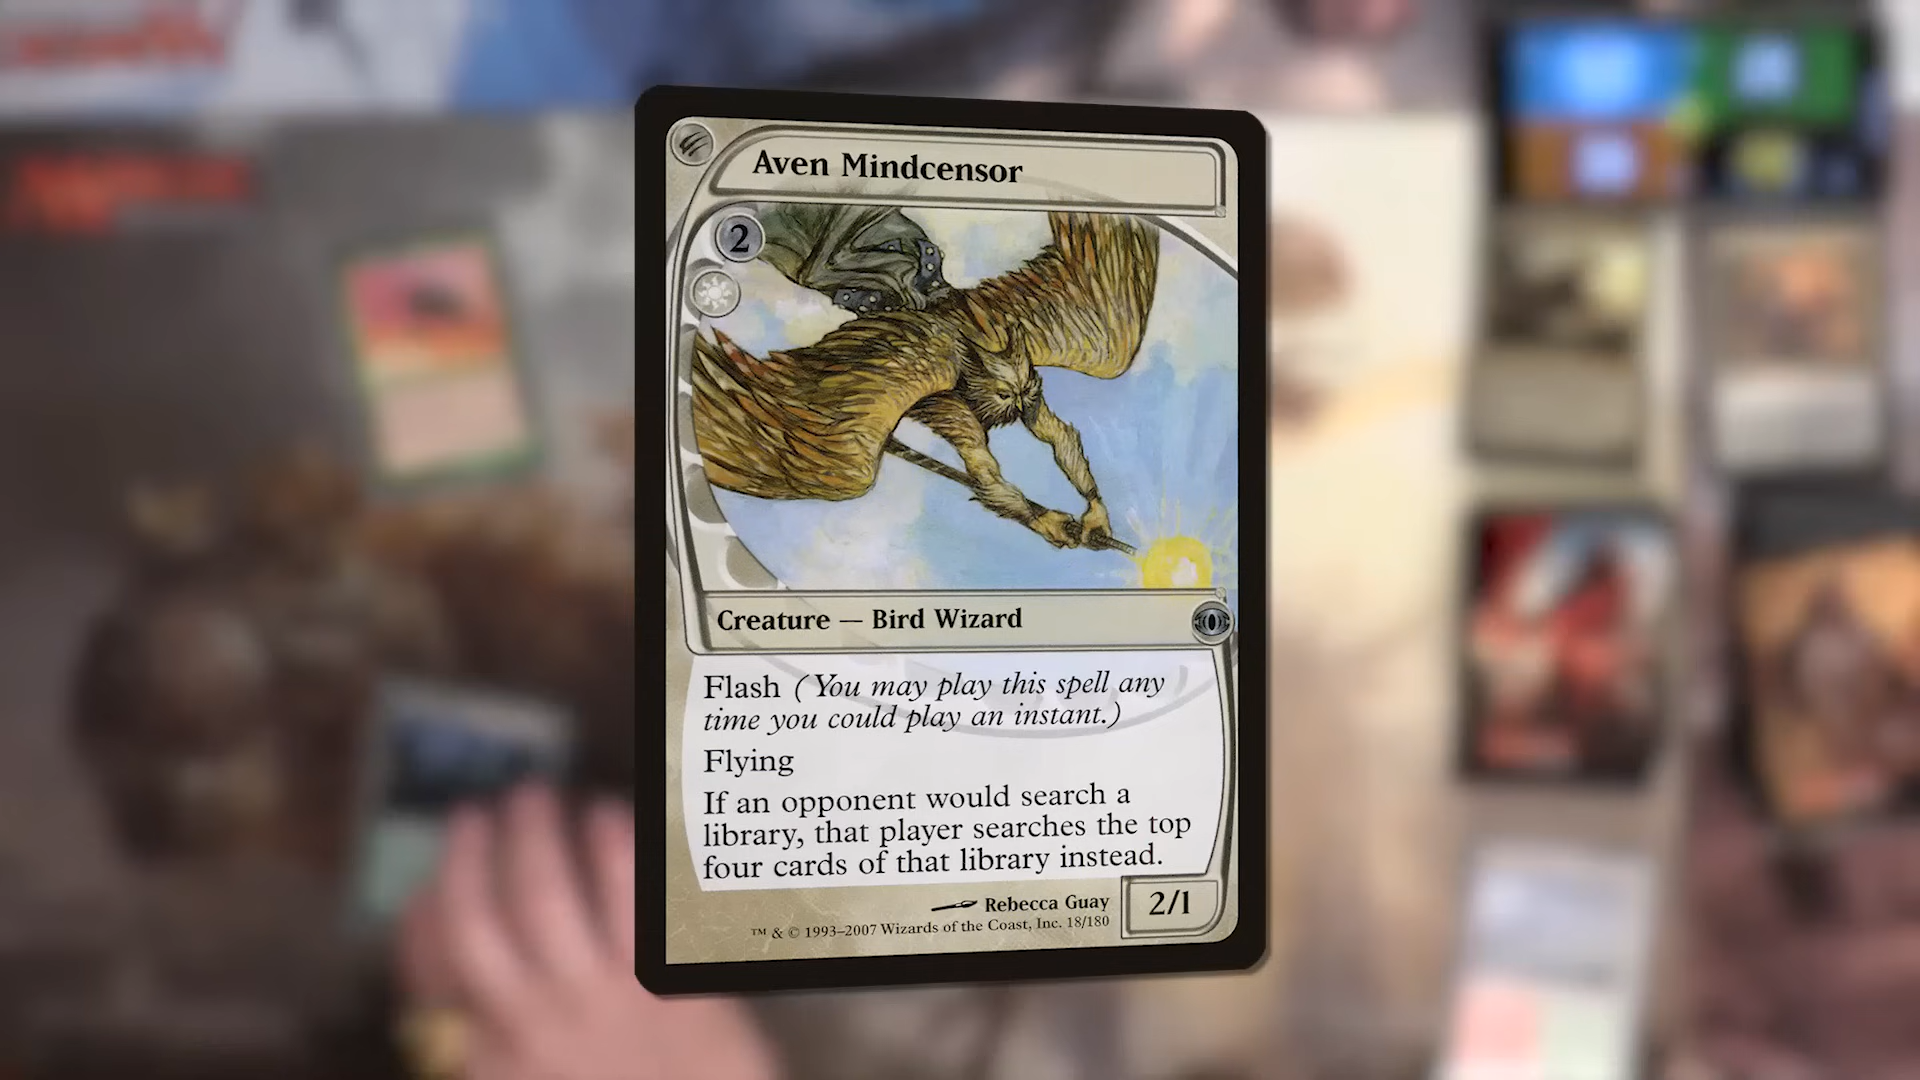 Aven Mindcensor
2
Creature — Bird Wizard
Flash (You may play this spell any
time you could play an instant.)
Flying
If an opponent would search a
library, that player searches the top
four cards of that library instead.
Rebecca Guay
2/1
™ & © 1993–2007 Wizards of the Coast, Inc. 18/180